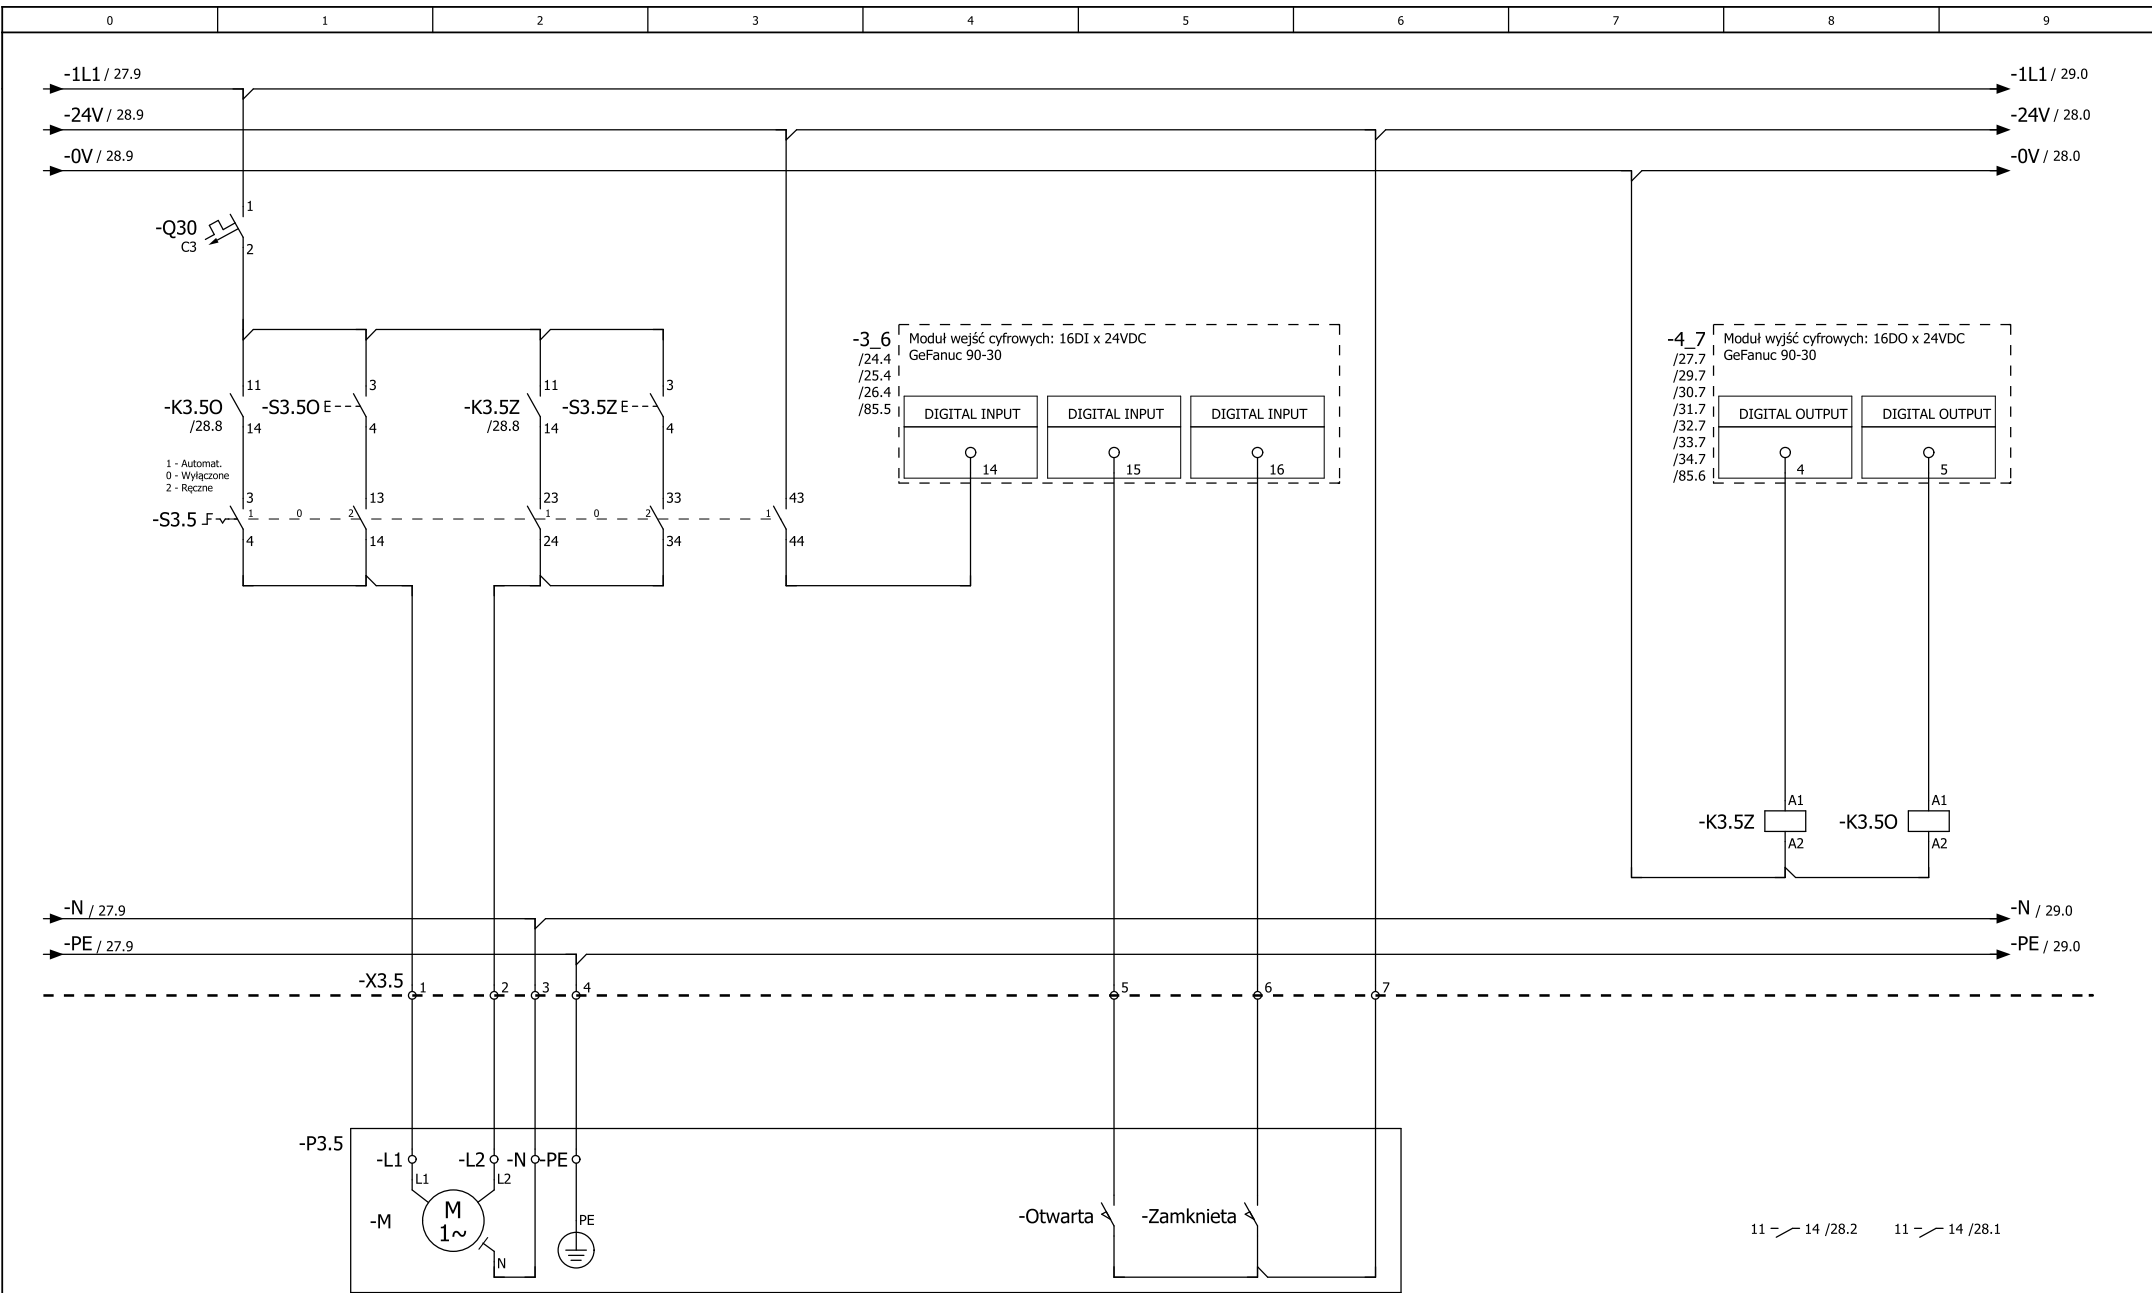 0 1 2 3 4 5 6 7 8 9
-1L1 / 27.9
-1L1 / 29.0
-24V / 28.9
-24V / 28.0
-0V / 28.9
-0V / 28.0
1
-Q30
C3
2
-3_6
/24.4
/25.4
/26.4
/85.5
Moduł wejść cyfrowych: 16DI x 24VDC
GeFanuc 90-30
DIGITAL INPUT
14
DIGITAL INPUT
15
DIGITAL INPUT
16
-4_7
/27.7
/29.7
/30.7
/31.7
/32.7
/33.7
/34.7
/85.6
Moduł wyjść cyfrowych: 16DO x 24VDC
GeFanuc 90-30
DIGITAL OUTPUT
4
DIGITAL OUTPUT
5
11 3 11 3
-K3.5O
/28.8
-S3.5O E
-K3.5Z
/28.8
-S3.5Z E
14 4 14 4
1 - Automat.
0 - Wyłączone
2 - Ręczne
3 13 23 33 43
-S3.5 1 0 2 1 0 2 1
4 14 24 34 44
A1 A1
-K3.5Z -K3.5O
A2 A2
-N / 27.9
-N / 29.0
-PE / 27.9
-PE / 29.0
-X3.5 1 2 3 4 5 6 7
-P3.5
-L1 -L2 -N -PE
L1 L2
-M
M
1~
PE
N
-Otwarta -Zamknieta
11 14 /28.2 11 14 /28.1